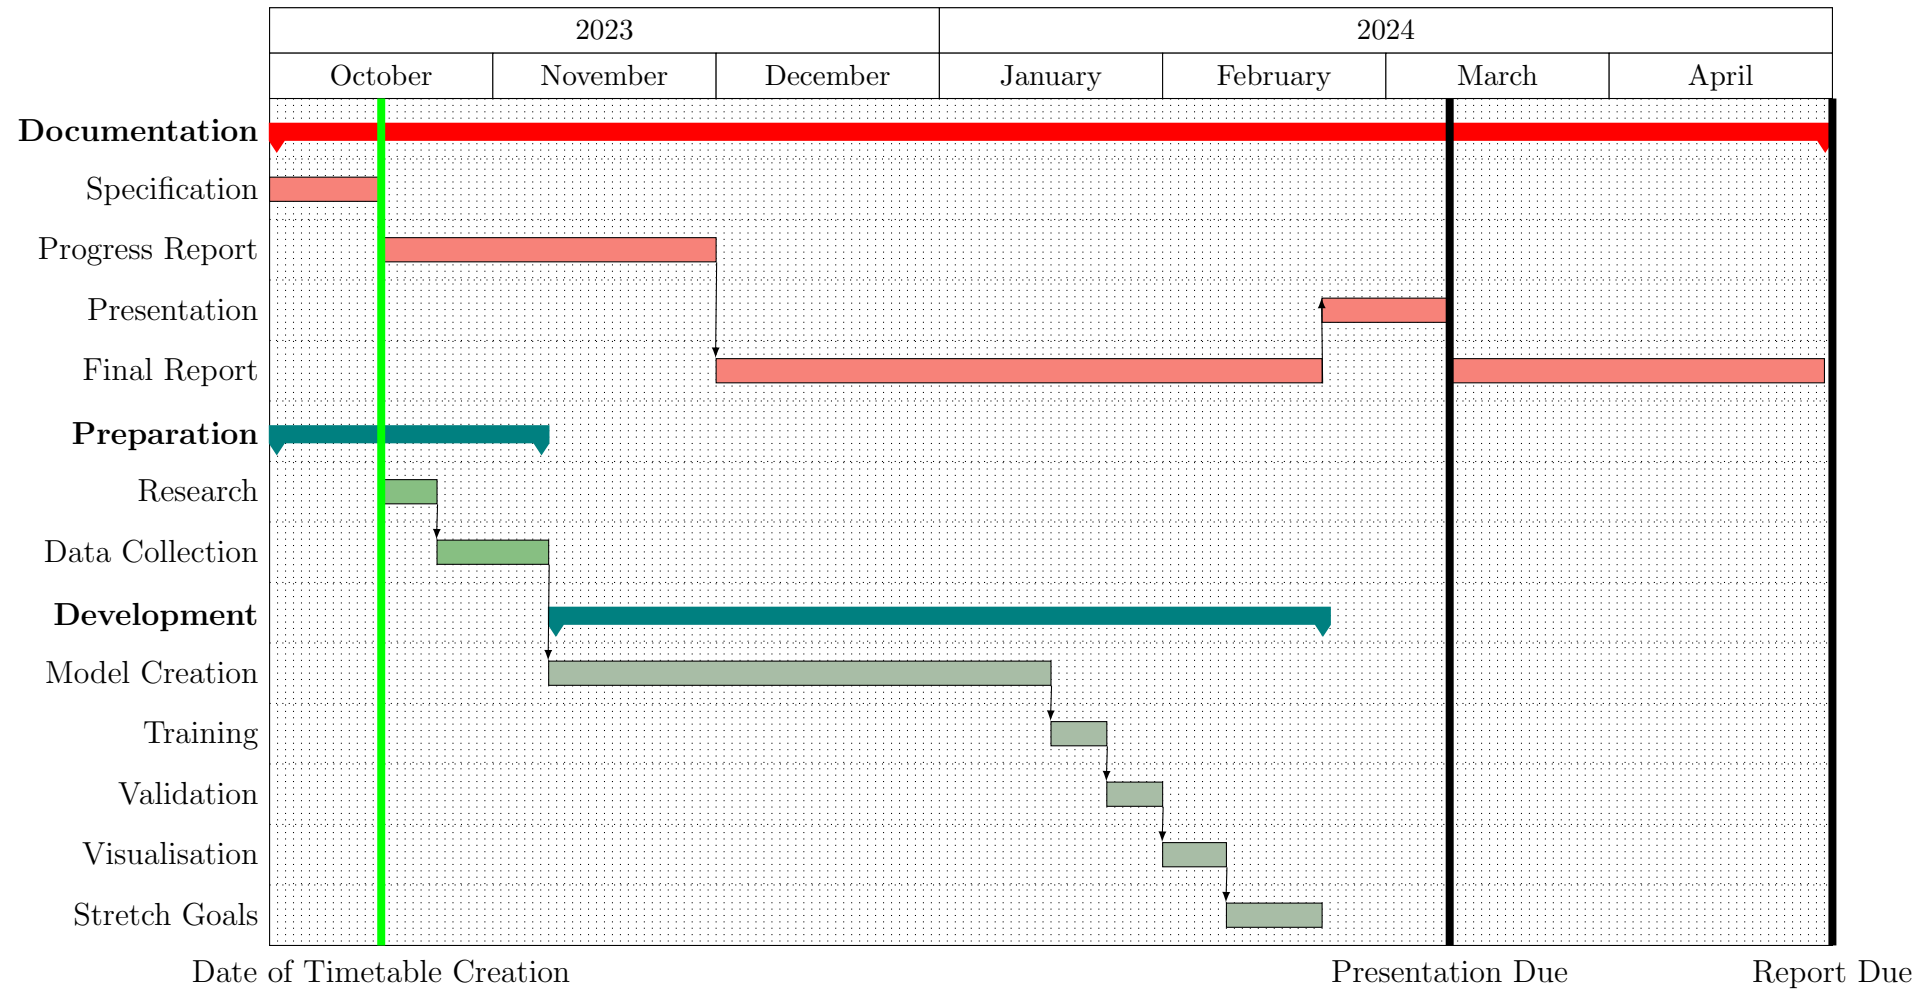 2023 2024
October November December January February March April
Documentation
Specification
Progress Report
Presentation
Final Report
Preparation
Research
Data Collection
Development
Model Creation
Training
Validation
Visualisation
Stretch Goals
Date of Timetable Creation Presentation Due Report Due